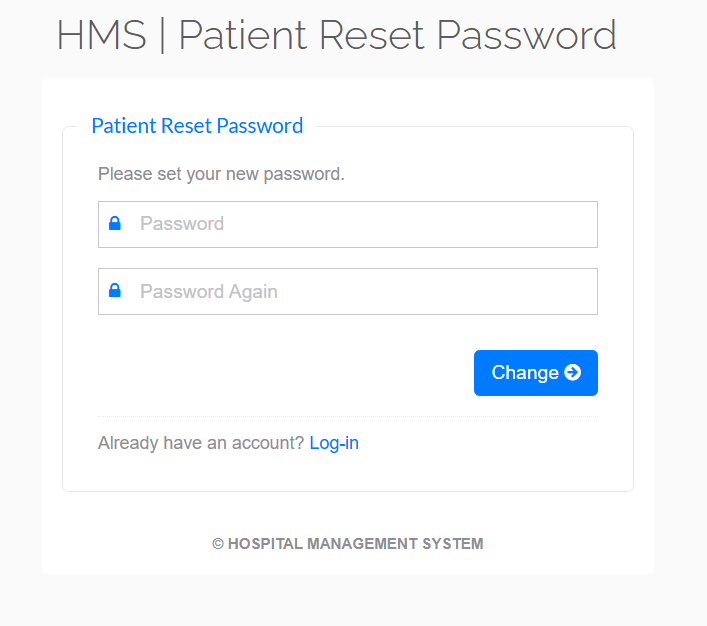 HMS | Patient Reset Password
Patient Reset Password
Please set your new password.
Password
Password Again
Change
Already have an account? Log-in
© HOSPITAL MANAGEMENT SYSTEM